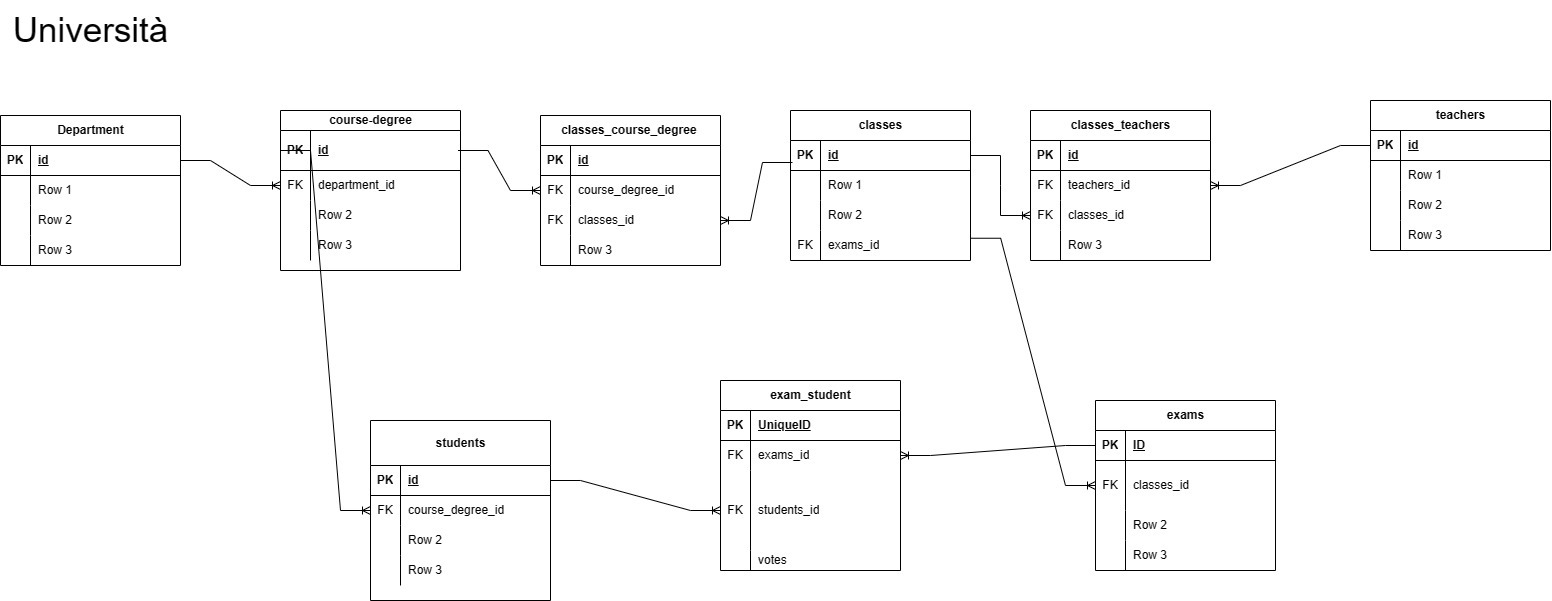 Università
Department
PK id
Row 1
Row 2
Row 3
course-degree
PK id
FK department_id
Row 2
Row 3
classes_course_degree
PK id
FK course_degree_id
FK classes_id
Row 3
classes
PK id
Row 1
Row 2
FK exams_id
classes_teachers
PK id
FK teachers_id
FK classes_id
Row 3
teachers
PK id
Row 1
Row 2
Row 3
students
PK id
FK course_degree_id
Row 2
Row 3
exam_student
PK UniqueID
FK exams_id
FK students_id
votes
exams
PK ID
FK classes_id
Row 2
Row 3